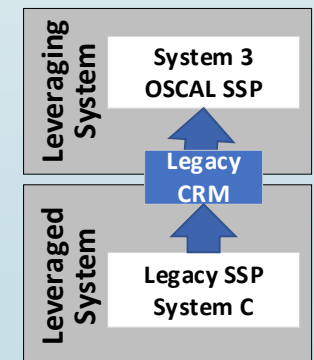 Leveraging
System
System 3
OSCAL SSP
Legacy
CRM
Leveraged
System
Legacy SSP
System C